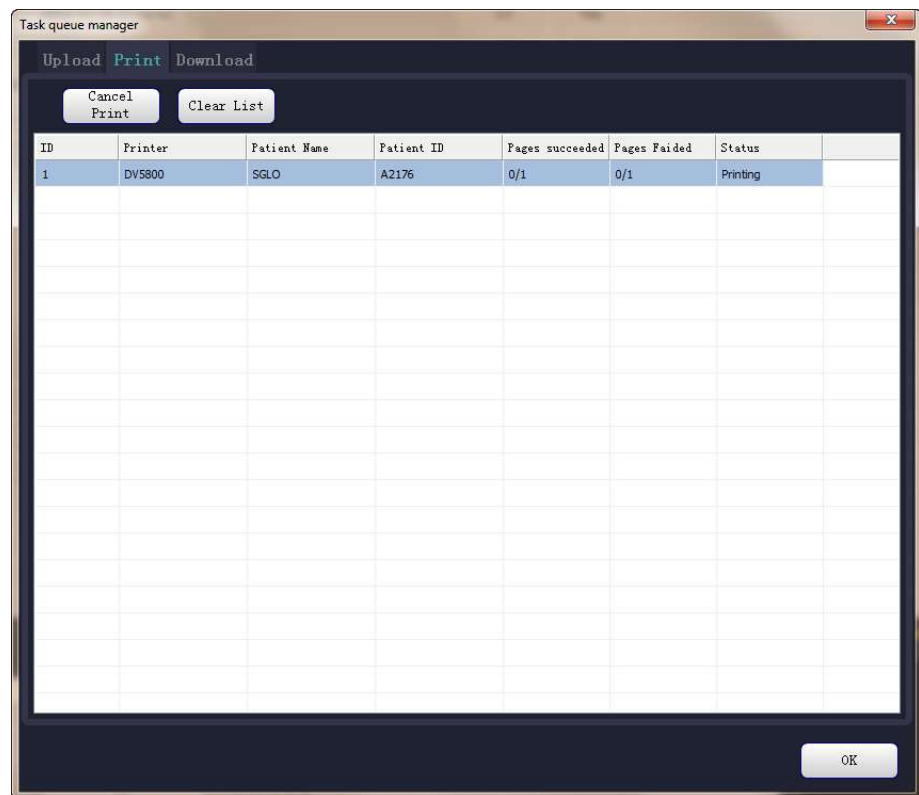 Task queue manager
X
Upload Print Download
Cancel
Print
Clear List
ID Printer Patient Name Patient ID Pages succeeded Pages Faided Status
1 DV5800 SGLO A2176 0/1 0/1 Printing
OK